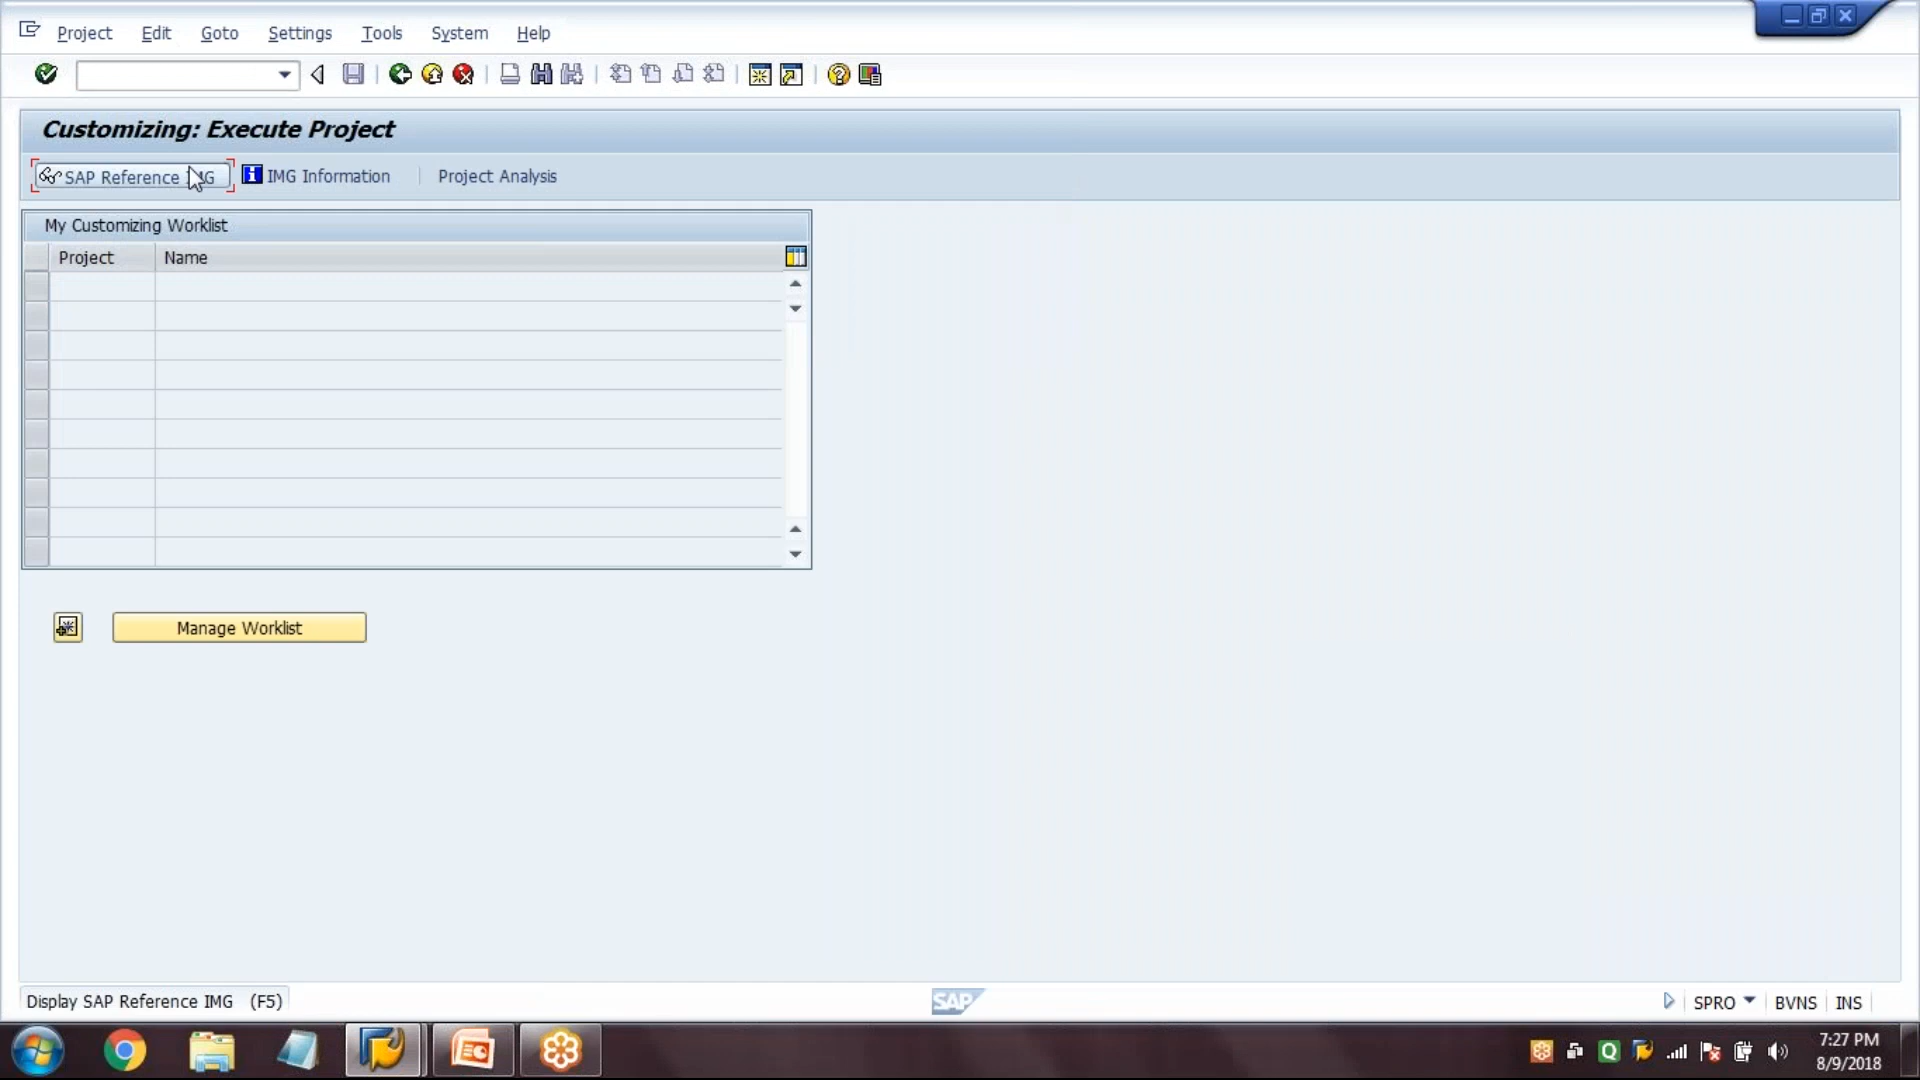 Project Edit Goto Settings Tools System Help
Customizing: Execute Project
SAP Reference IMG IMG Information Project Analysis
My Customizing Worklist
Project Name
Manage Worklist
Display SAP Reference IMG (F5) SAP SPRO BVNS INS
7:27 PM
8/9/2018